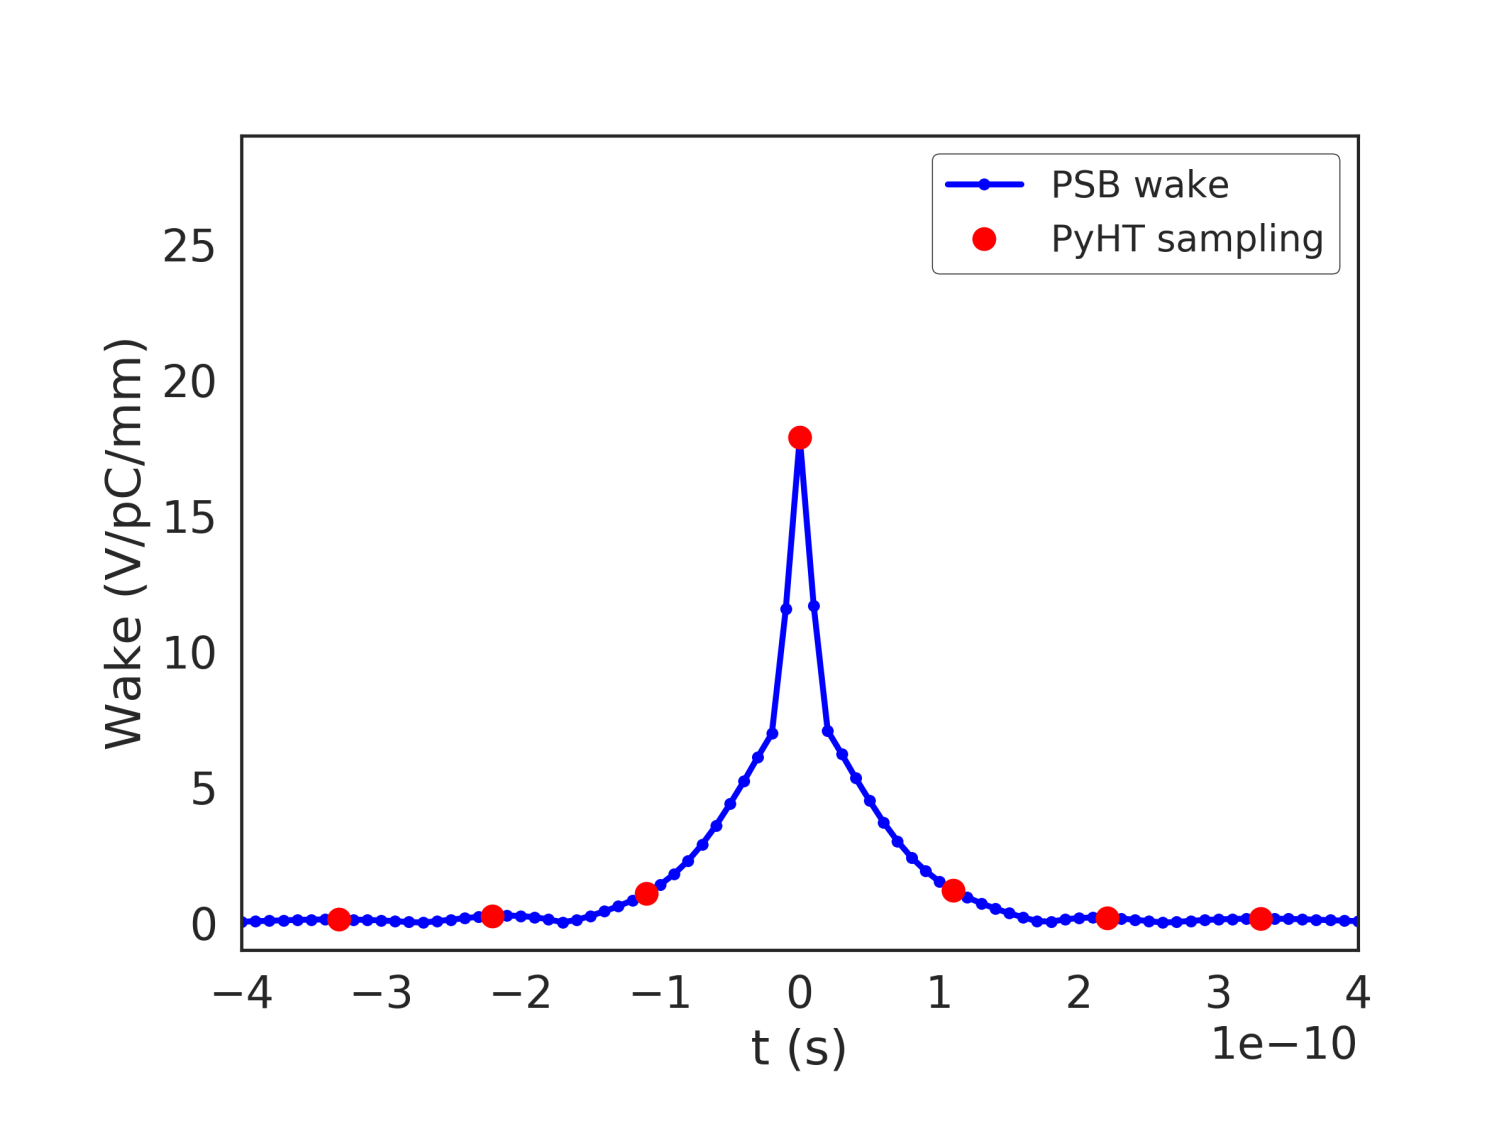 PSB wake
PyHT sampling
Wake (V/pC/mm)
25
20
15
10
5
0
−4 −3 −2 −1 0 1 2 3 4
1e−10
t (s)